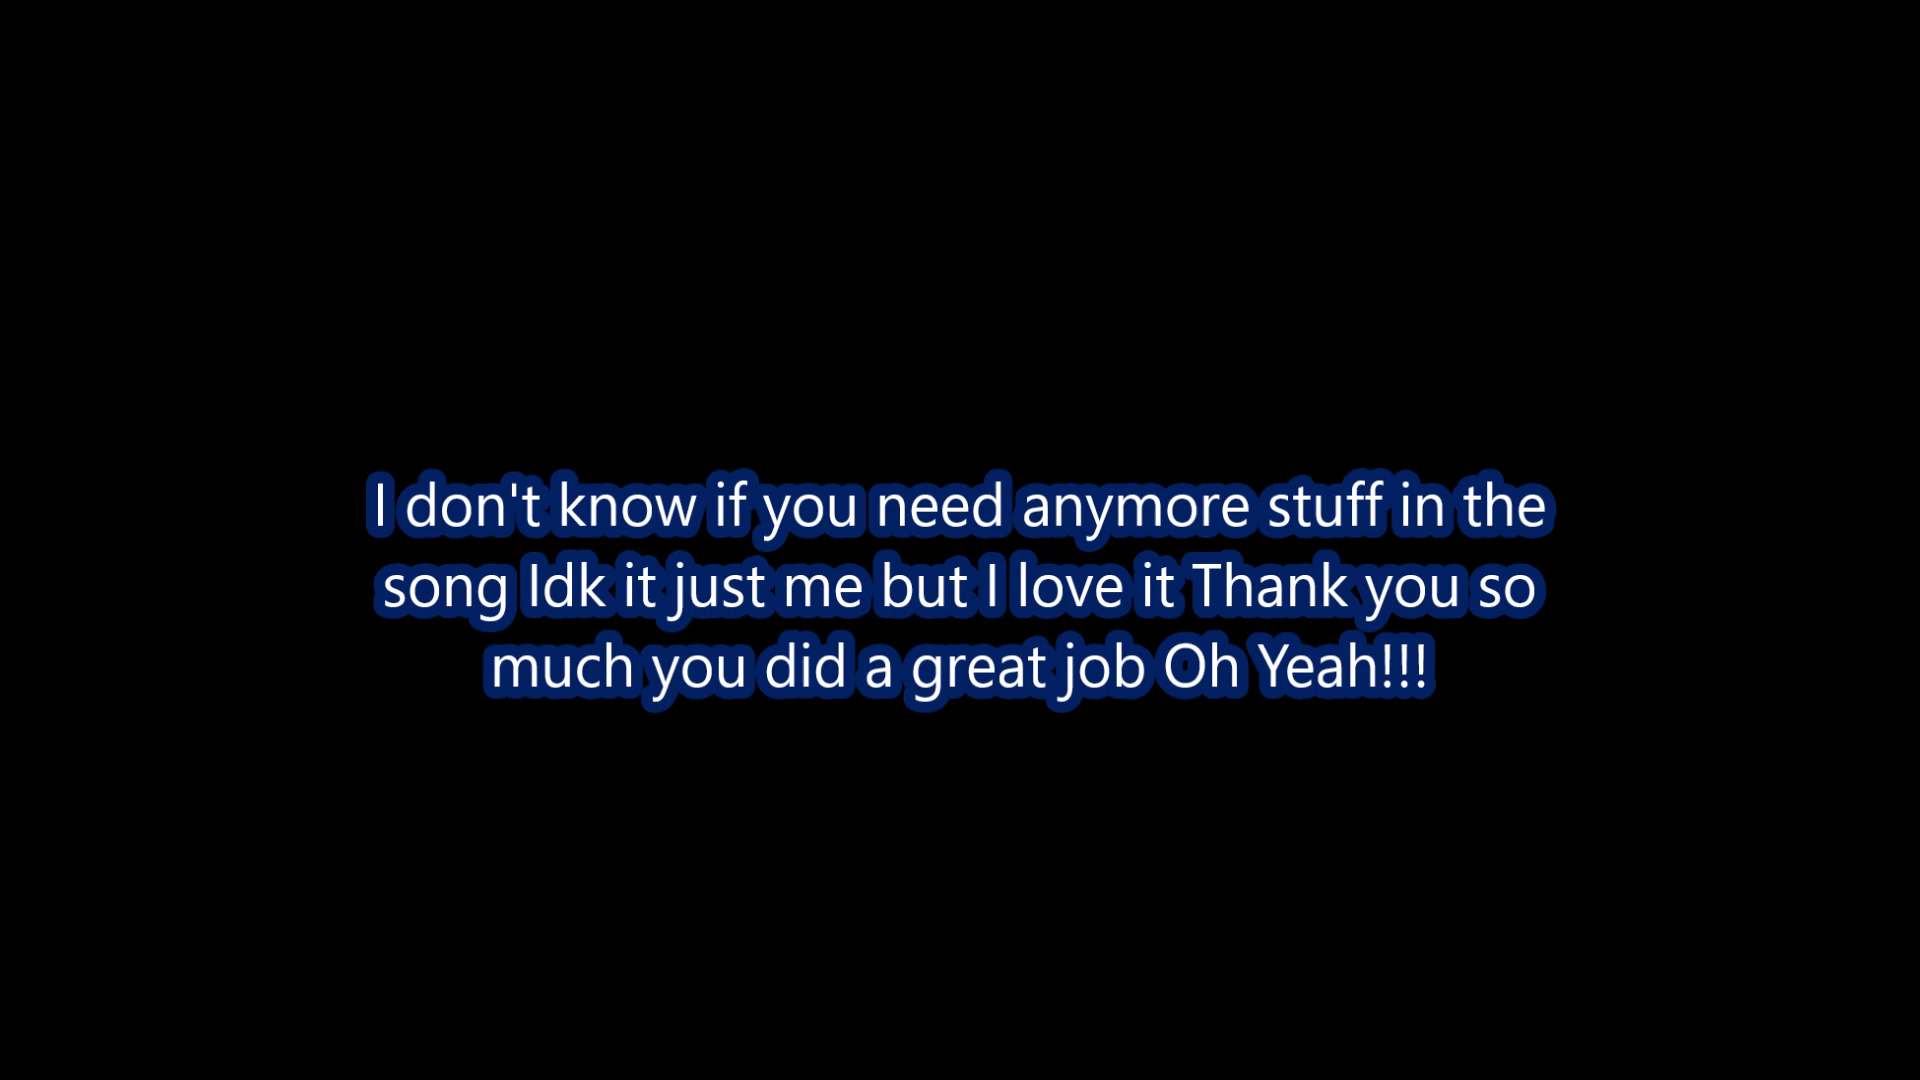 I don't know if you need anymore stuff in the
song Idk it just me but I love it Thank you so
much you did a great job Oh Yeah!!!